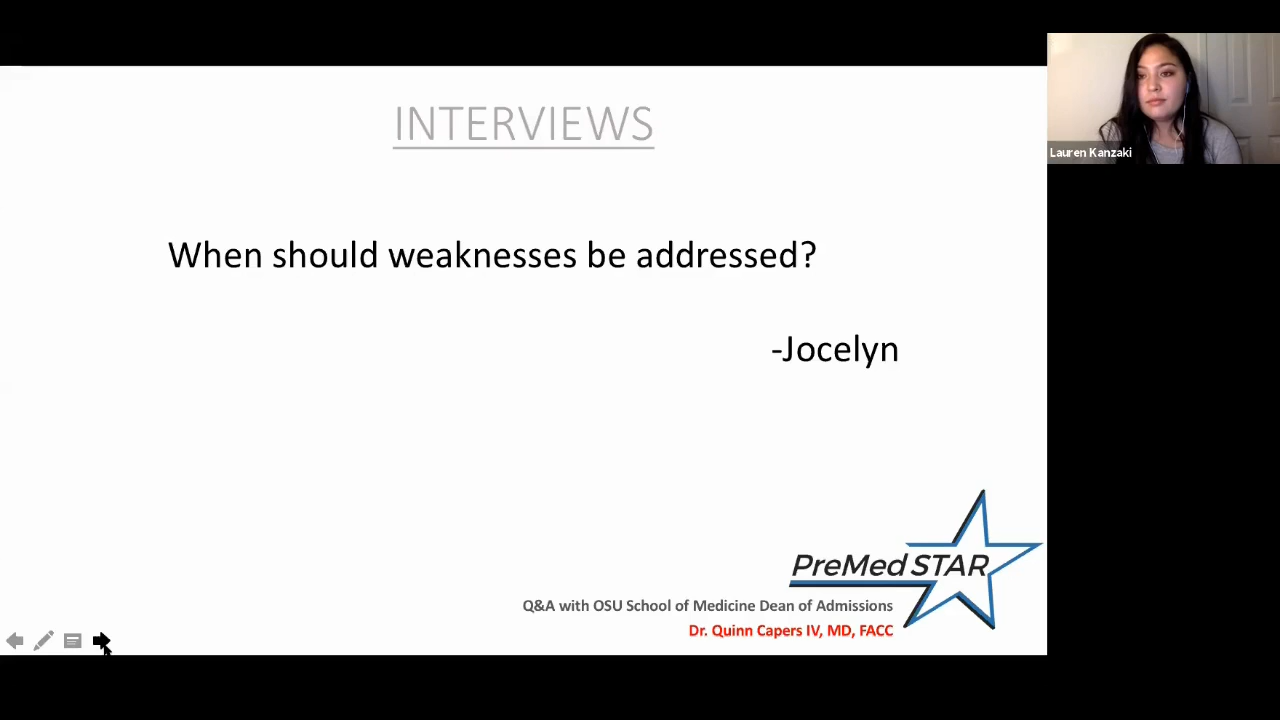 INTERVIEWS
Lauren Kanzaki
When should weaknesses be addressed?
-Jocelyn
PreMed STAR
Q&A with OSU School of Medicine Dean of Admissions
Dr. Quinn Capers IV, MD, FACC